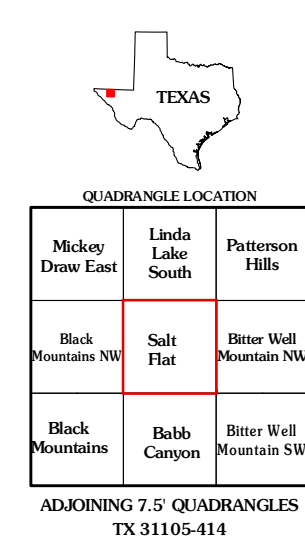 TEXAS
QUADRANGLE LOCATION
Mickey
Draw East
Linda
Lake
South
Patterson
Hills
Black
Mountains NW
Salt
Flat
Bitter Well
Mountain NW
Black
Mountains
Babb
Canyon
Bitter Well
Mountain SW
ADJOINING 7.5' QUADRANGLES
TX 31105-414